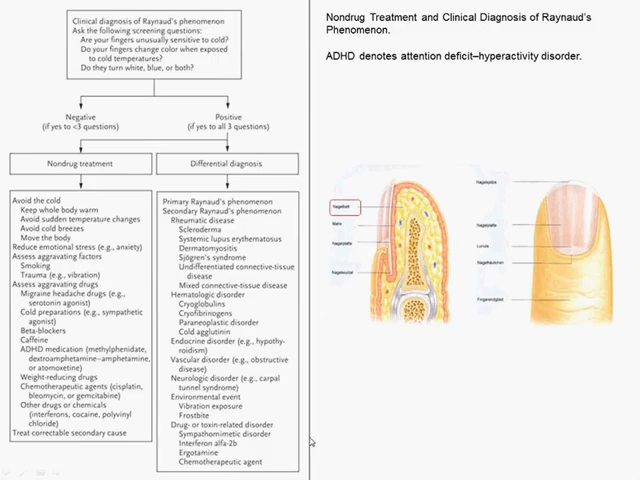 Clinical diagnosis of Raynaud's phenomenon
Ask the following screening questions:
Are your fingers unusually sensitive to cold?
Do your fingers change color when exposed
to cold temperatures?
Do they turn white, blue, or both?
Negative
(if yes to <3 questions)
Positive
(if yes to all 3 questions)
Nondrug treatment
Differential diagnosis
Avoid the cold
Keep whole body warm
Avoid sudden temperature changes
Avoid cold breezes
Move the body
Reduce emotional stress (e.g., anxiety)
Assess aggravating factors
Smoking
Trauma (e.g., vibration)
Assess aggravating drugs
Migraine headache drugs (e.g.,
serotonin agonist)
Cold preparations (e.g., sympathetic
agonist)
Beta-blockers
Caffeine
ADHD medication (methylphenidate,
dextroamphetamine–amphetamine,
or atomoxetine)
Weight-reducing drugs
Chemotherapeutic agents (cisplatin,
bleomycin, or gemcitabine)
Other drugs or chemicals
(interferons, cocaine, polyvinyl
chloride)
Treat correctable secondary cause
Primary Raynaud's phenomenon
Secondary Raynaud's phenomenon
Rheumatic disease
Scleroderma
Systemic lupus erythematosus
Dermatomyositis
Sjögren's syndrome
Undifferentiated connective-tissue
disease
Mixed connective-tissue disease
Hematologic disorder
Cryoglobulins
Cryofibrinogens
Paraneoplastic disorder
Cold agglutinin
Endocrine disorder (e.g., hypothy-
roidism)
Vascular disorder (e.g., obstructive
disease)
Neurologic disorder (e.g., carpal
tunnel syndrome)
Environmental event
Vibration exposure
Frostbite
Drug- or toxin-related disorder
Sympathomimetic disorder
Interferon alfa-2b
Ergotamine
Chemotherapeutic agent
Nondrug Treatment and Clinical Diagnosis of Raynaud's
Phenomenon.
ADHD denotes attention deficit–hyperactivity disorder.
Nagelbett
Matrix
Nagelplatte
Nagelwurzel
Nagelspitze
Nagelplatte
Lunula
Nagelhäutchen
Fingerendglied